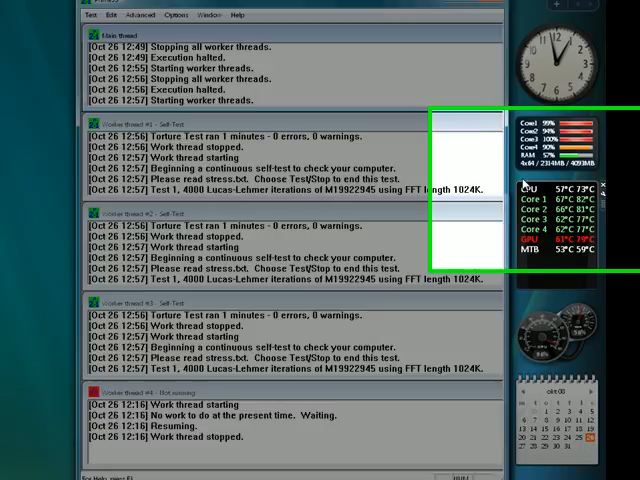 Test Edit Advanced Options Window Help
Main thread
[Oct 26 12:49] Stopping all worker threads.
[Oct 26 12:49] Execution halted.
[Oct 26 12:55] Starting worker threads.
[Oct 26 12:56] Stopping all worker threads.
[Oct 26 12:56] Execution halted.
[Oct 26 12:56] Starting worker threads.
Worker thread #1 - Self-Test
[Oct 26 12:56] Torture Test ran 1 minutes - 0 errors, 0 warnings.
[Oct 26 12:56] Work thread stopped.
[Oct 26 12:57] Work thread starting
[Oct 26 12:57] Beginning a continuous self-test to check your computer.
[Oct 26 12:57] Please read stress.txt. Choose Test/Stop to end this test.
[Oct 26 12:57] Test 1, 4000 Lucas-Lehmer iterations of M19922945 using FFT length 1024K.
Worker thread #2 - Self-Test
[Oct 26 12:56] Torture Test ran 1 minutes - 0 errors, 0 warnings.
[Oct 26 12:56] Work thread stopped.
[Oct 26 12:57] Work thread starting
[Oct 26 12:57] Beginning a continuous self-test to check your computer.
[Oct 26 12:57] Please read stress.txt. Choose Test/Stop to end this test.
[Oct 26 12:57] Test 1, 4000 Lucas-Lehmer iterations of M19922945 using FFT length 1024K.
Worker thread #3 - Self-Test
[Oct 26 12:56] Torture Test ran 1 minutes - 0 errors, 0 warnings.
[Oct 26 12:56] Work thread stopped.
[Oct 26 12:57] Work thread starting
[Oct 26 12:57] Beginning a continuous self-test to check your computer.
[Oct 26 12:57] Please read stress.txt. Choose Test/Stop to end this test.
[Oct 26 12:57] Test 1, 4000 Lucas-Lehmer iterations of M19922945 using FFT length 1024K.
Worker thread #4 - Not running
[Oct 26 12:16] Work thread starting
[Oct 26 12:16] No work to do at the present time. Waiting.
[Oct 26 12:16] Resuming.
[Oct 26 12:16] Work thread stopped.
Core1 99%
Core2 94%
Core3 100%
Core4 90%
RAM 57%
4x64 / 2314MB / 4093MB
CPU 57°C 73°C
Core 1 67°C 82°C
Core 2 66°C 81°C
Core 3 62°C 77°C
Core 4 62°C 77°C
GPU 61°C 79°C
MTB 53°C 59°C
okt 08